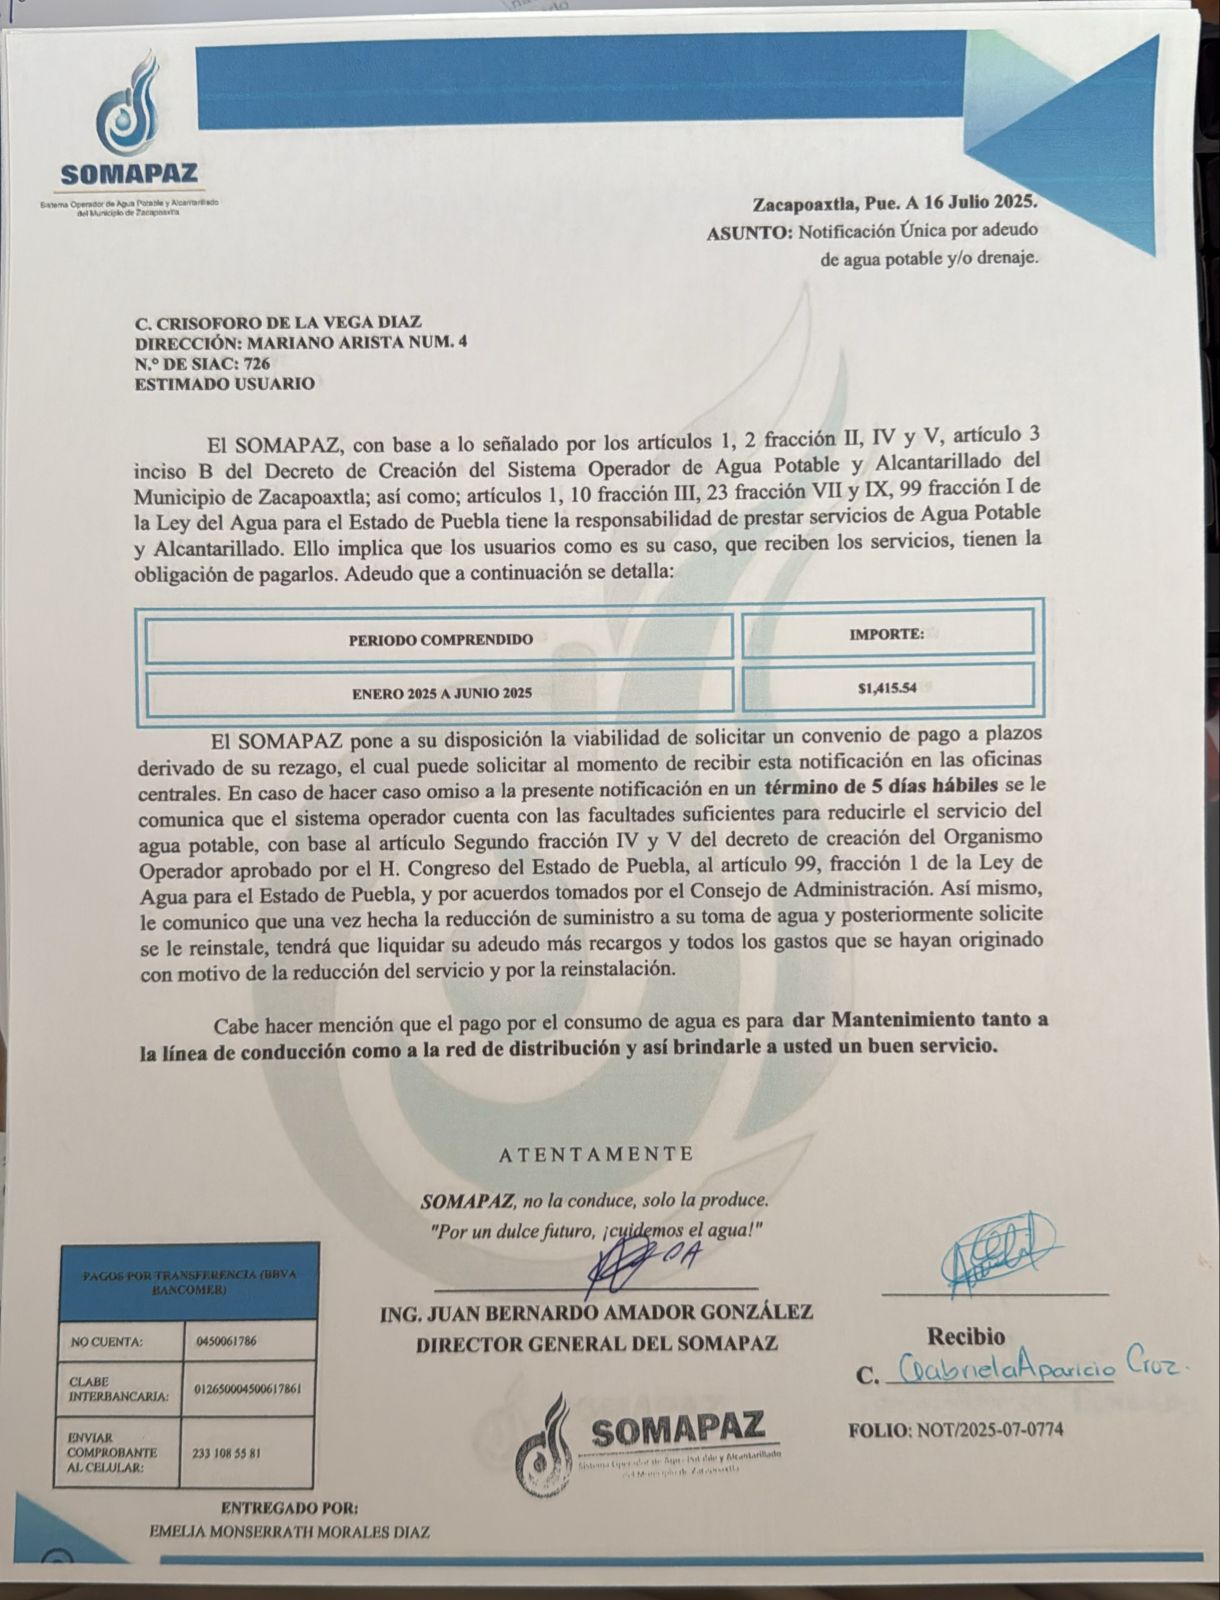 SOMAPAZ
Sistema Operador de Agua Potable y Alcantarillado
del Municipio de Zacapoaxtla
Zacapoaxtla, Pue. A 16 Julio 2025.
ASUNTO: Notificación Única por adeudo
de agua potable y/o drenaje.
C. CRISOFORO DE LA VEGA DIAZ
DIRECCIÓN: MARIANO ARISTA NUM. 4
N.° DE SIAC: 726
ESTIMADO USUARIO
El SOMAPAZ, con base a lo señalado por los artículos 1, 2 fracción II, IV y V, artículo 3
inciso B del Decreto de Creación del Sistema Operador de Agua Potable y Alcantarillado del
Municipio de Zacapoaxtla; así como; artículos 1, 10 fracción III, 23 fracción VII y IX, 99 fracción I de
la Ley del Agua para el Estado de Puebla tiene la responsabilidad de prestar servicios de Agua Potable
y Alcantarillado. Ello implica que los usuarios como es su caso, que reciben los servicios, tienen la
obligación de pagarlos. Adeudo que a continuación se detalla:
PERIODO COMPRENDIDO IMPORTE:
ENERO 2025 A JUNIO 2025 $1,415.54
El SOMAPAZ pone a su disposición la viabilidad de solicitar un convenio de pago a plazos
derivado de su rezago, el cual puede solicitar al momento de recibir esta notificación en las oficinas
centrales. En caso de hacer caso omiso a la presente notificación en un término de 5 días hábiles se le
comunica que el sistema operador cuenta con las facultades suficientes para reducirle el servicio del
agua potable, con base al artículo Segundo fracción IV y V del decreto de creación del Organismo
Operador aprobado por el H. Congreso del Estado de Puebla, al artículo 99, fracción 1 de la Ley de
Agua para el Estado de Puebla, y por acuerdos tomados por el Consejo de Administración. Así mismo,
le comunico que una vez hecha la reducción de suministro a su toma de agua y posteriormente solicite
se le reinstale, tendrá que liquidar su adeudo más recargos y todos los gastos que se hayan originado
con motivo de la reducción del servicio y por la reinstalación.
Cabe hacer mención que el pago por el consumo de agua es para dar Mantenimiento tanto a
la línea de conducción como a la red de distribución y así brindarle a usted un buen servicio.
ATENTAMENTE
SOMAPAZ, no la conduce, solo la produce.
"Por un dulce futuro, ¡cuidemos el agua!"
ING. JUAN BERNARDO AMADOR GONZÁLEZ
DIRECTOR GENERAL DEL SOMAPAZ
Recibio
C. Gabriela Aparicio Cruz.
FOLIO: NOT/2025-07-0774
PAGOS POR TRANSFERENCIA (BBVA
BANCOMER)
NO CUENTA: 0450061786
CLABE
INTERBANCARIA: 012650004500617861
ENVIAR
COMPROBANTE
AL CELULAR: 233 108 55 81
SOMAPAZ
Sistema Operador de Agua Potable y Alcantarillado
del Municipio de Zacapoaxtla
ENTREGADO POR:
EMELIA MONSERRATH MORALES DIAZ